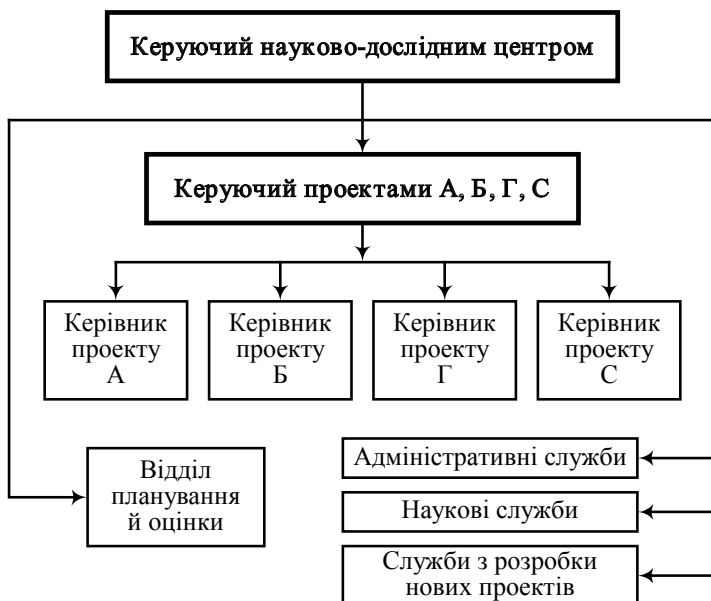 Керуючий науково-дослідним центром
Керуючий проектами А, Б, Г, С
Керівник
проекту
А
Керівник
проекту
Б
Керівник
проекту
Г
Керівник
проекту
С
Відділ
планування
й оцінки
Адміністративні служби
Наукові служби
Служби з розробки
нових проектів